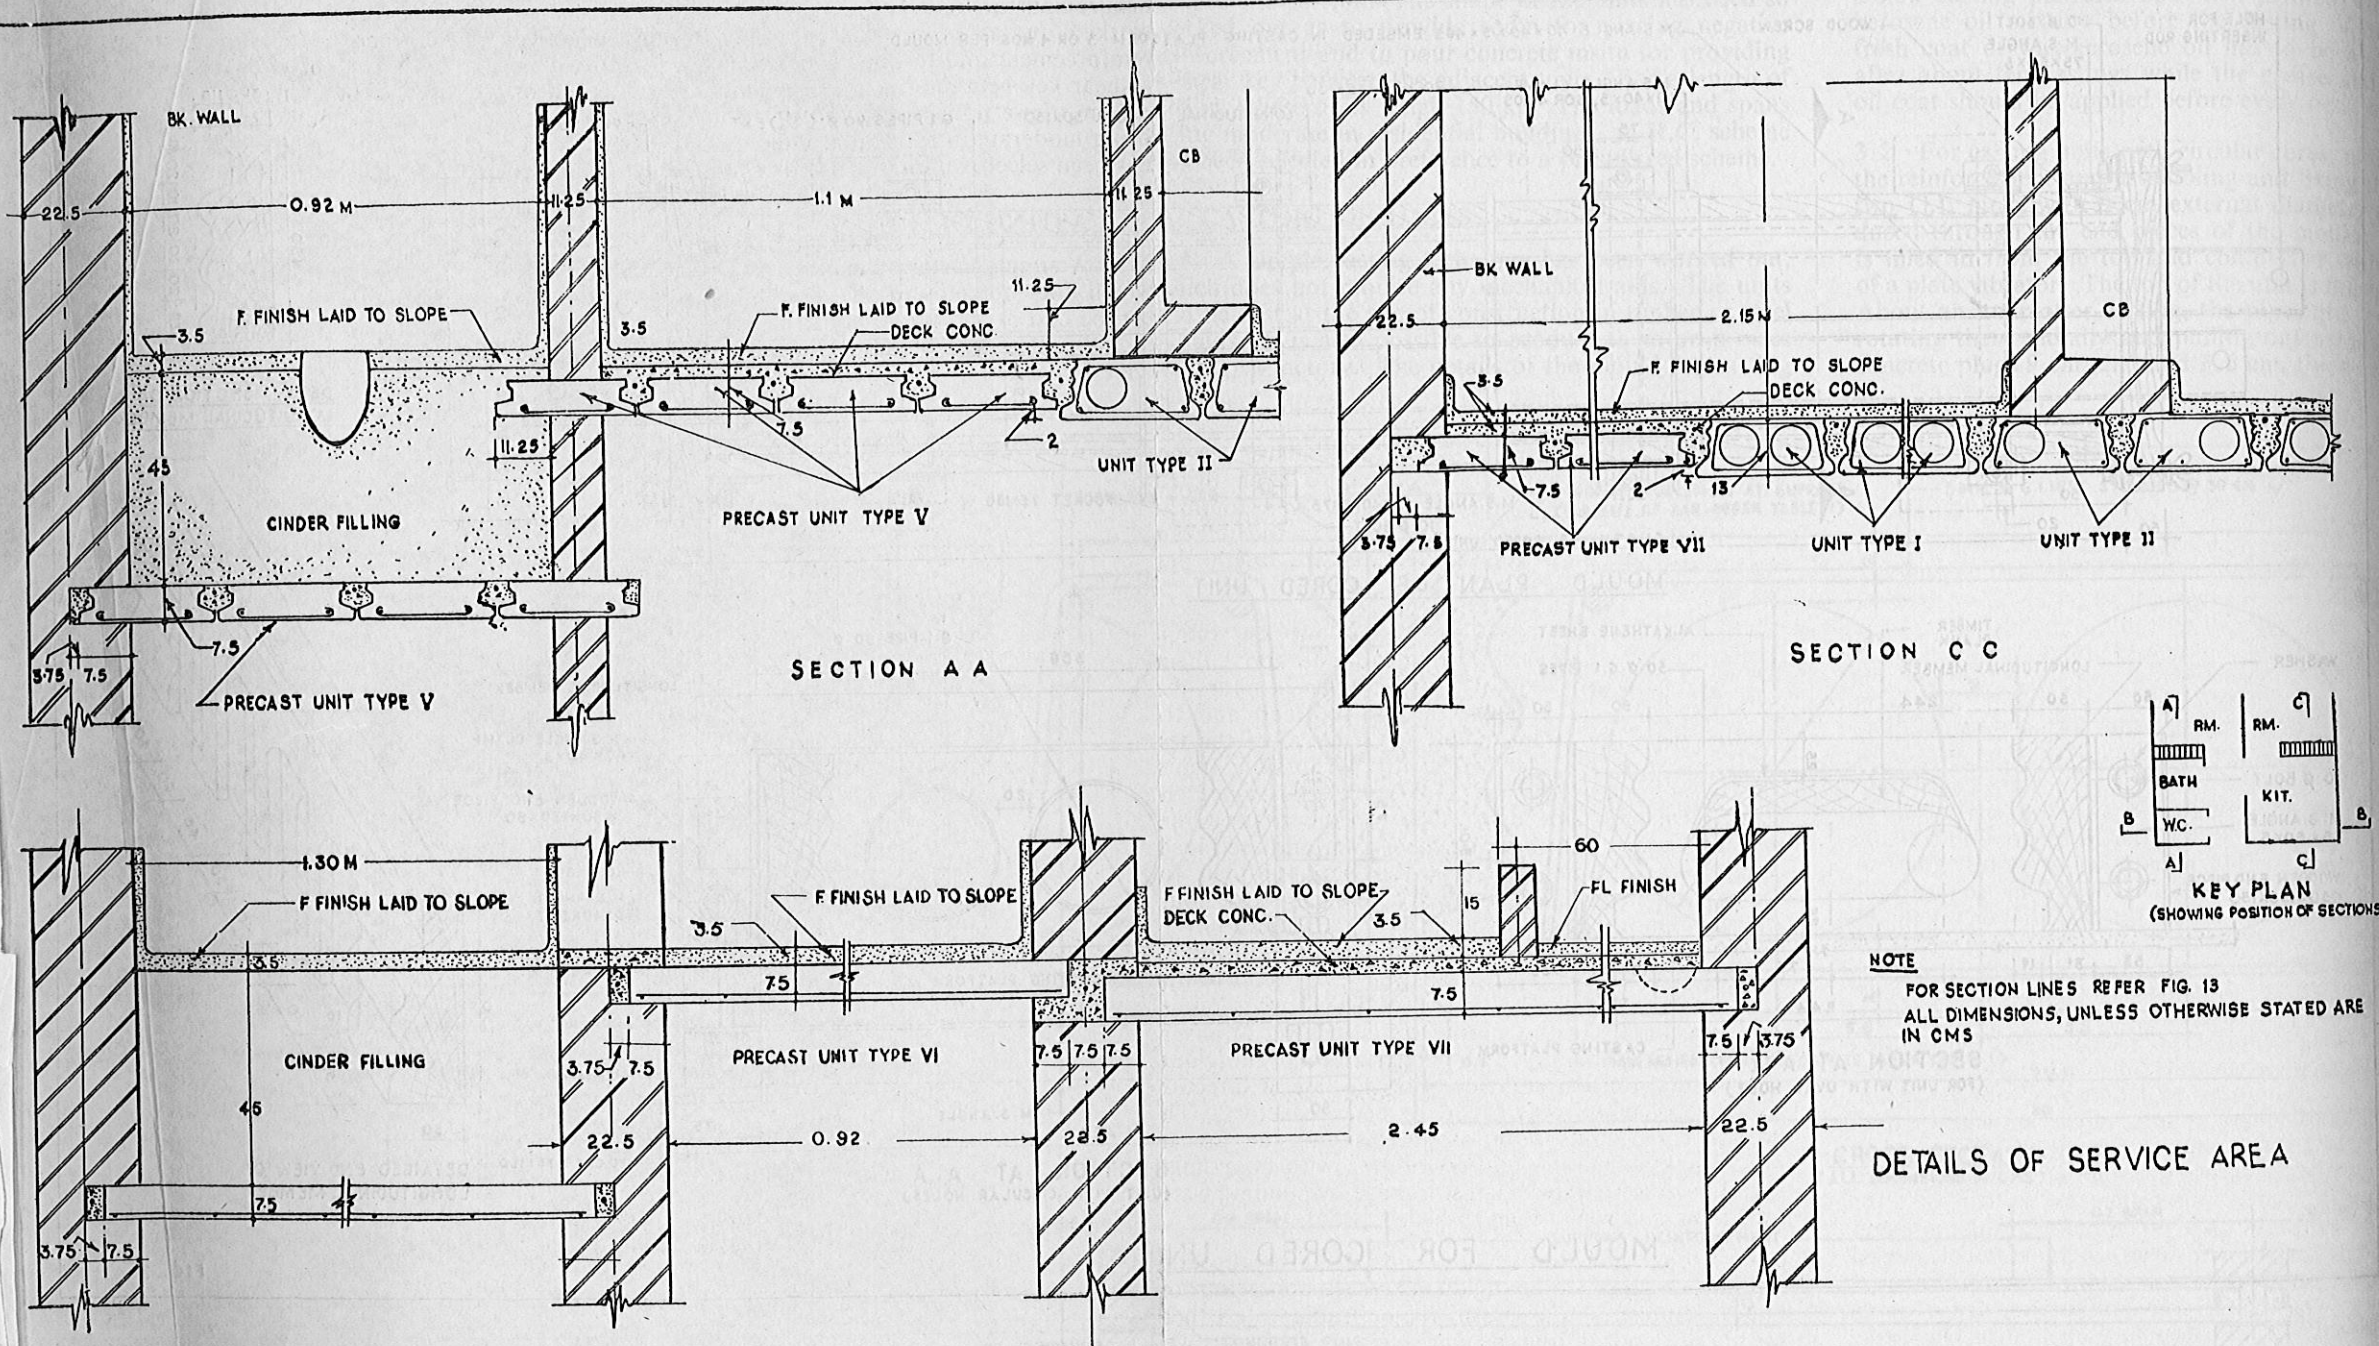 BK. WALL
22.5
0.92 M
11.25
1.1 M
11.25
CB
3.5
F. FINISH LAID TO SLOPE
3.5
F. FINISH LAID TO SLOPE
DECK CONC.
11.25
7.5
2
11.25
45
CINDER FILLING
PRECAST UNIT TYPE V
UNIT TYPE II
7.5
3.75
7.5
PRECAST UNIT TYPE V
SECTION A A
BK WALL
22.5
2.15 M
CB
3.5
F. FINISH LAID TO SLOPE
DECK CONC.
7.5
2
13
3.75
7.5
PRECAST UNIT TYPE VII
UNIT TYPE I
UNIT TYPE II
SECTION C C
A
C
RM.
RM.
BATH
KIT.
B
W.C.
B
A
C
KEY PLAN
(SHOWING POSITION OF SECTIONS
1.30 M
F FINISH LAID TO SLOPE
3.5
F. FINISH LAID TO SLOPE
3.5
F FINISH LAID TO SLOPE
DECK CONC.
3.5
15
60
FL FINISH
7.5
7.5
CINDER FILLING
45
3.75
7.5
PRECAST UNIT TYPE VI
7.5
7.5
7.5
PRECAST UNIT TYPE VII
7.5
3.75
22.5
0.92
22.5
2.45
22.5
7.5
3.75
7.5
NOTE
FOR SECTION LINES REFER FIG. 13
ALL DIMENSIONS, UNLESS OTHERWISE STATED ARE
IN CMS
DETAILS OF SERVICE AREA